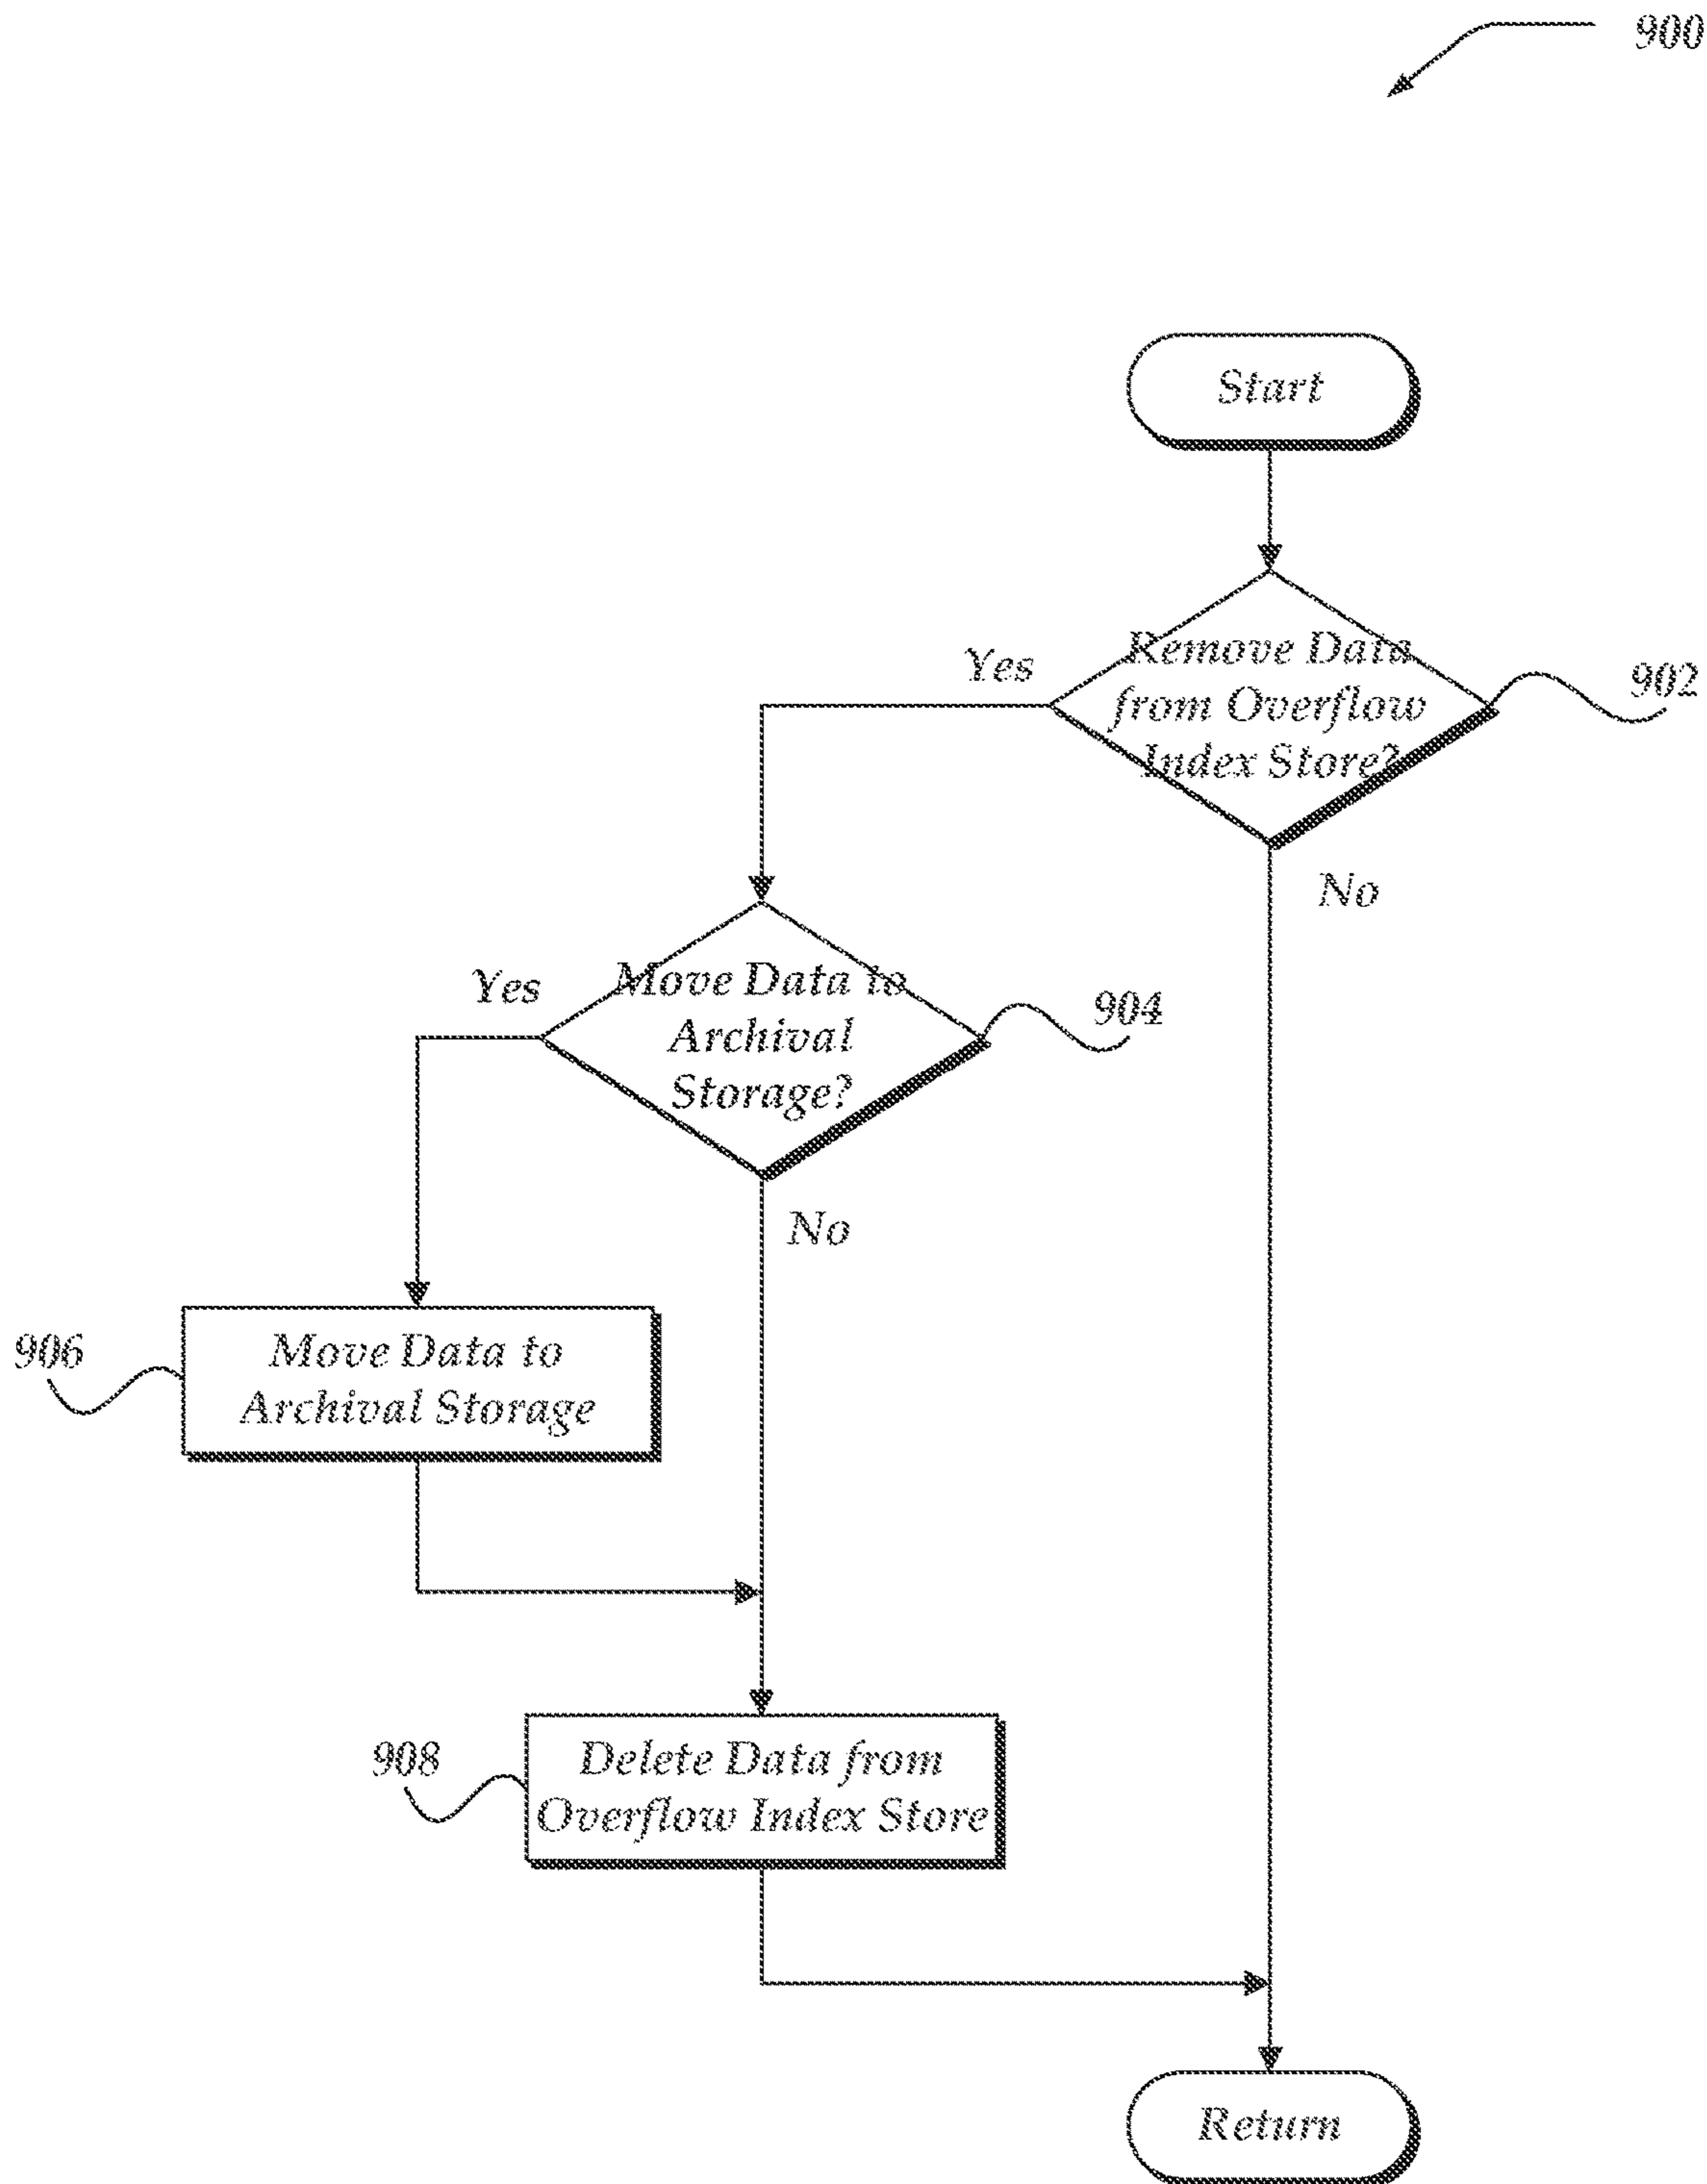 900
Start
Remove Data
from Overflow
Index Store?
902
Yes
No
Move Data to
Archival
Storage?
904
Yes
No
906
Move Data to
Archival Storage
908
Delete Data from
Overflow Index Store
Return